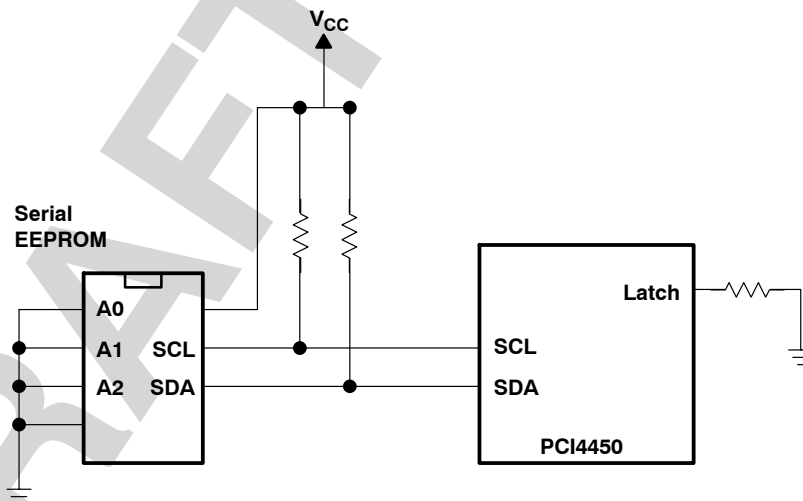 VCC
Serial
EEPROM
A0
A1 SCL
A2 SDA
Latch
SCL
SDA
PCI4450